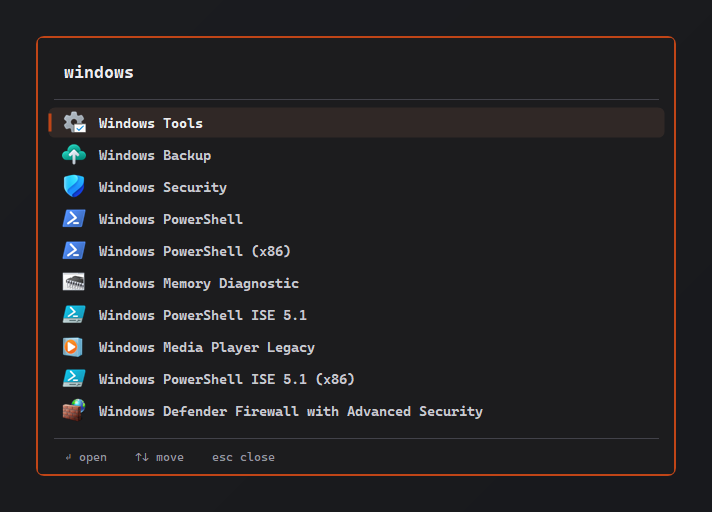 windows
Windows Tools
Windows Backup
Windows Security
Windows PowerShell
Windows PowerShell (x86)
Windows Memory Diagnostic
Windows PowerShell ISE 5.1
Windows Media Player Legacy
Windows PowerShell ISE 5.1 (x86)
Windows Defender Firewall with Advanced Security
↲ open ↑↓ move esc close